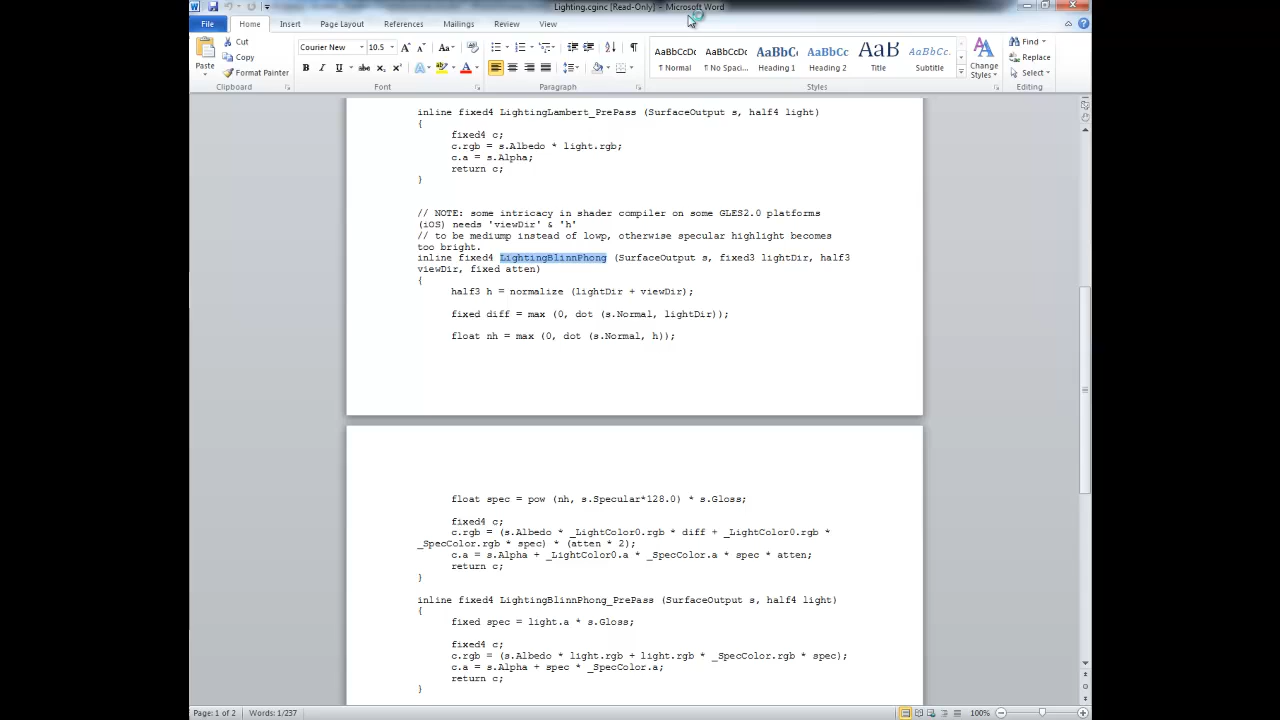 Lighting.cginc [Read-Only] - Microsoft Word
File Home Insert Page Layout References Mailings Review View
Paste
Cut
Copy
Format Painter
Clipboard
Courier New 10.5
Font
Paragraph
AaBbCcDc AaBbCcDc AaBbC AaBbCc AaB AaBbCc.
¶ Normal ¶ No Spaci... Heading 1 Heading 2 Title Subtitle
Change Styles
Styles
Find
Replace
Select
Editing
inline fixed4 LightingLambert_PrePass (SurfaceOutput s, half4 light)
{
fixed4 c;
c.rgb = s.Albedo * light.rgb;
c.a = s.Alpha;
return c;
}
// NOTE: some intricacy in shader compiler on some GLES2.0 platforms
(iOS) needs 'viewDir' & 'h'
// to be mediump instead of lowp, otherwise specular highlight becomes
too bright.
inline fixed4 LightingBlinnPhong (SurfaceOutput s, fixed3 lightDir, half3
viewDir, fixed atten)
{
half3 h = normalize (lightDir + viewDir);
fixed diff = max (0, dot (s.Normal, lightDir));
float nh = max (0, dot (s.Normal, h));
float spec = pow (nh, s.Specular*128.0) * s.Gloss;
fixed4 c;
c.rgb = (s.Albedo * _LightColor0.rgb * diff + _LightColor0.rgb *
_SpecColor.rgb * spec) * (atten * 2);
c.a = s.Alpha + _LightColor0.a * _SpecColor.a * spec * atten;
return c;
}
inline fixed4 LightingBlinnPhong_PrePass (SurfaceOutput s, half4 light)
{
fixed spec = light.a * s.Gloss;
fixed4 c;
c.rgb = (s.Albedo * light.rgb + light.rgb * _SpecColor.rgb * spec);
c.a = s.Alpha + spec * _SpecColor.a;
return c;
}
Page: 1 of 2 Words: 1/237 100%